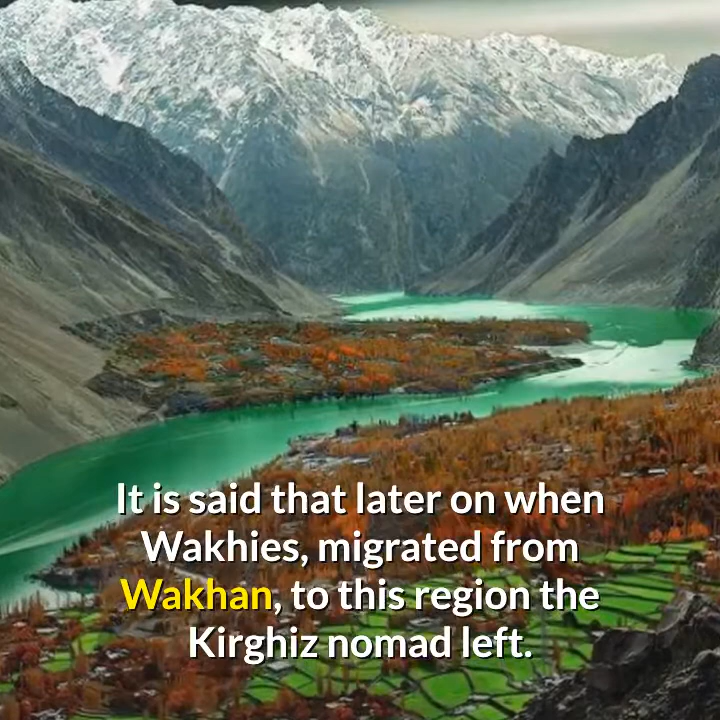 It is said that later on when
Wakhies, migrated from
Wakhan, to this region the
Kirghiz nomad left.